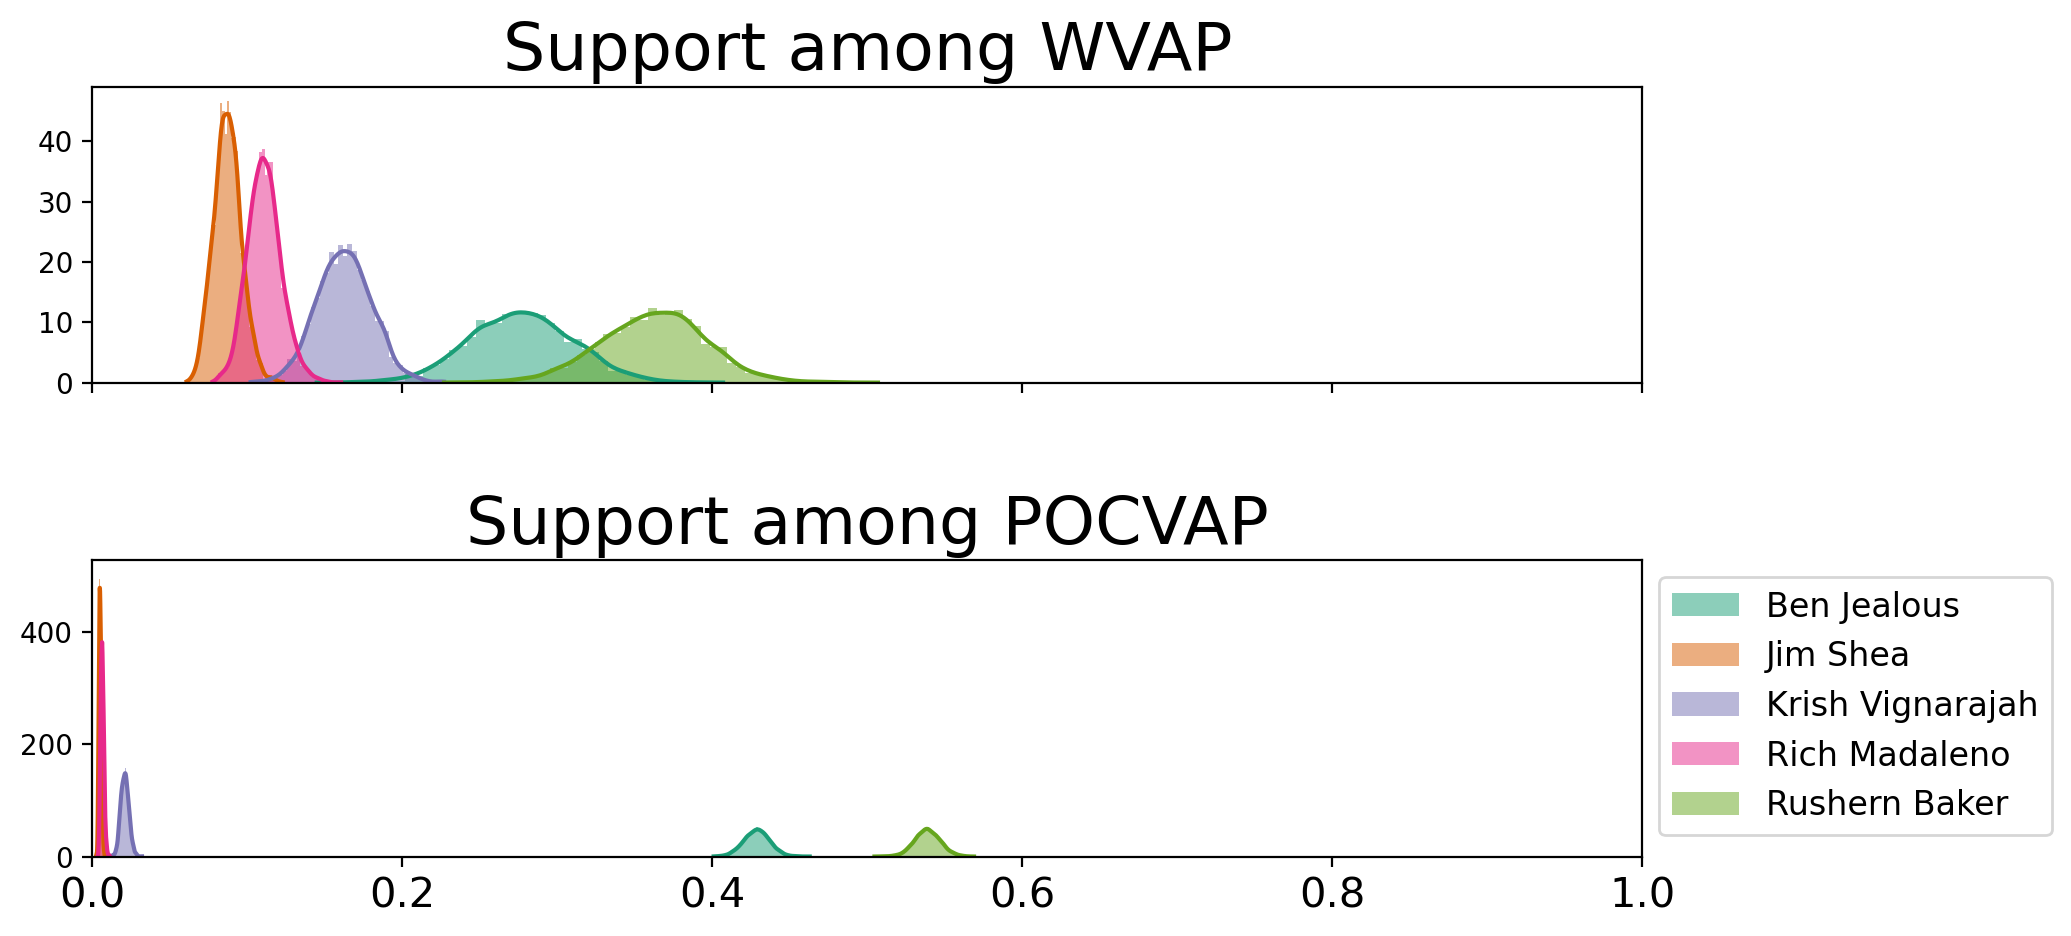 Support among WVAP
40
30
20
10
0
Support among POCVAP
400
200
0
0.0 0.2 0.4 0.6 0.8 1.0
Ben Jealous
Jim Shea
Krish Vignarajah
Rich Madaleno
Rushern Baker